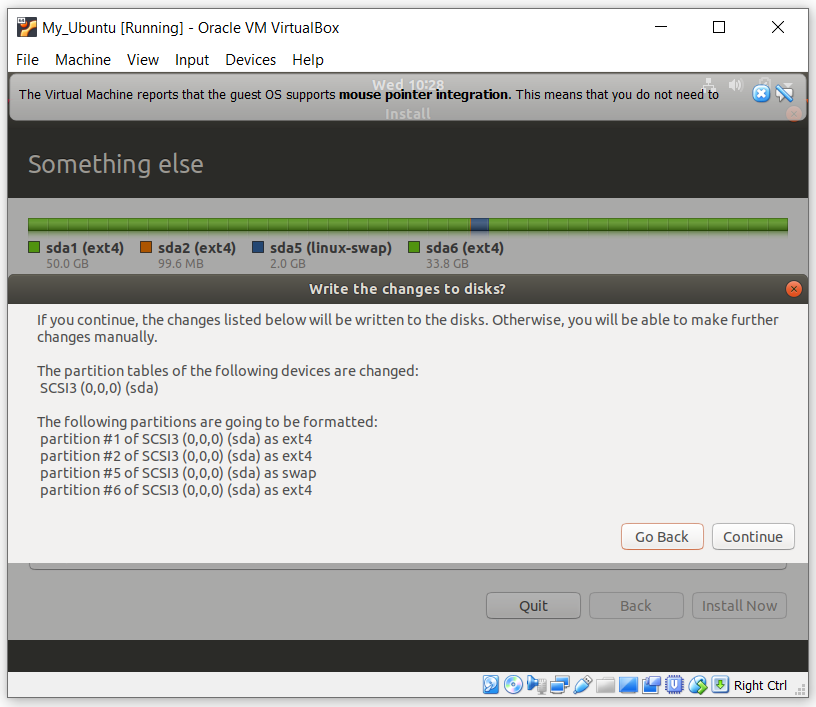 My_Ubuntu [Running] - Oracle VM VirtualBox
File Machine View Input Devices Help
Wed 10:28
The Virtual Machine reports that the guest OS supports mouse pointer integration. This means that you do not need to
Install
Something else
sda1 (ext4) sda2 (ext4) sda5 (linux-swap) sda6 (ext4)
50.0 GB 99.6 MB 2.0 GB 33.8 GB
Write the changes to disks?
If you continue, the changes listed below will be written to the disks. Otherwise, you will be able to make further
changes manually.
The partition tables of the following devices are changed:
SCSI3 (0,0,0) (sda)
The following partitions are going to be formatted:
partition #1 of SCSI3 (0,0,0) (sda) as ext4
partition #2 of SCSI3 (0,0,0) (sda) as ext4
partition #5 of SCSI3 (0,0,0) (sda) as swap
partition #6 of SCSI3 (0,0,0) (sda) as ext4
Go Back Continue
Quit Back Install Now
Right Ctrl